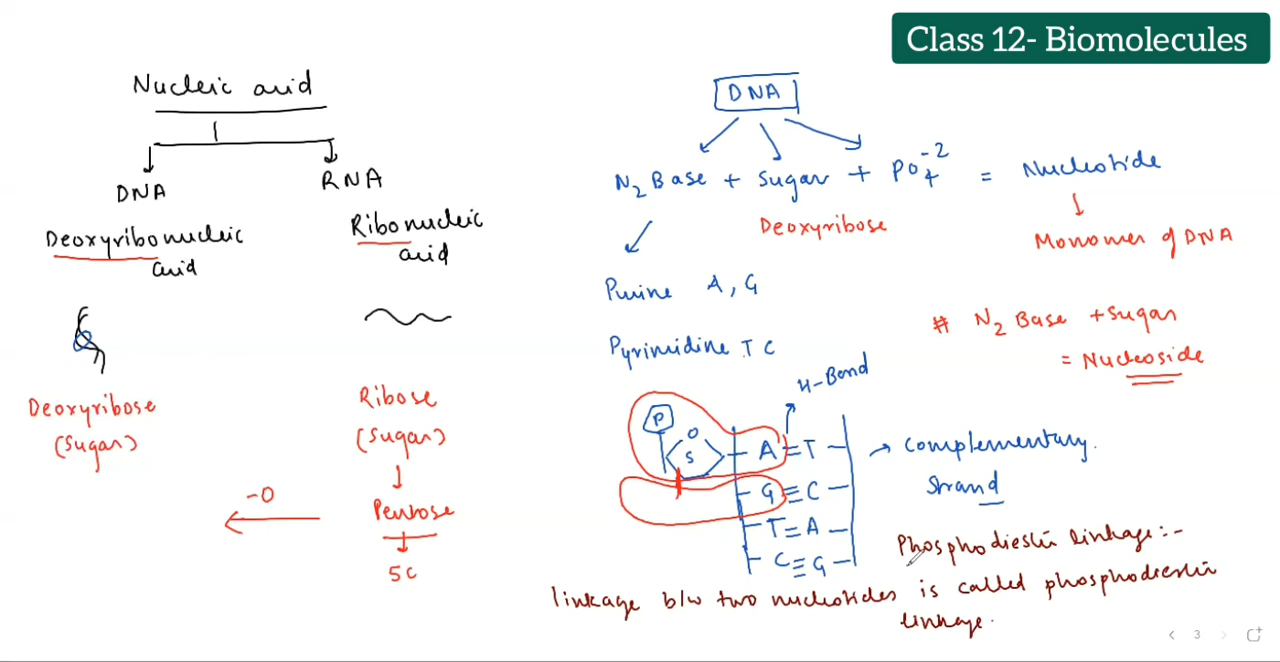 Class 12- Biomolecules
Nucleic acid
DNA
RNA
Deoxyribonucleic
acid
Ribonucleic
acid
Deoxyribose
(Sugar)
Ribose
(Sugar)
-O
Pentose
5C
DNA
N₂ Base + Sugar + PO₄⁻² = Nucleotide
Deoxyribose
Monomer of DNA
Purine A, G
Pyrimidine T C
# N₂ Base + Sugar
= Nucleoside
H-Bond
P
O
S
A = T
G ≡ C
T = A
C ≡ G
Complementary
Strand
Phosphodiester linkage:-
linkage b/w two nucleotides is called phosphodiester
linkage.
3